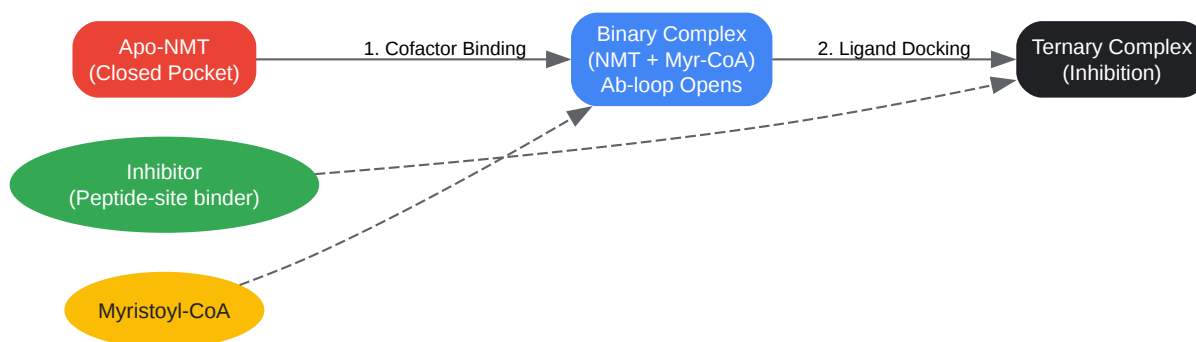 Apo-NMT
(Closed Pocket)
1. Cofactor Binding
Binary Complex
(NMT + Myr-CoA)
Ab-loop Opens
2. Ligand Docking
Ternary Complex
(Inhibition)
Inhibitor
(Peptide-site binder)
Myristoyl-CoA